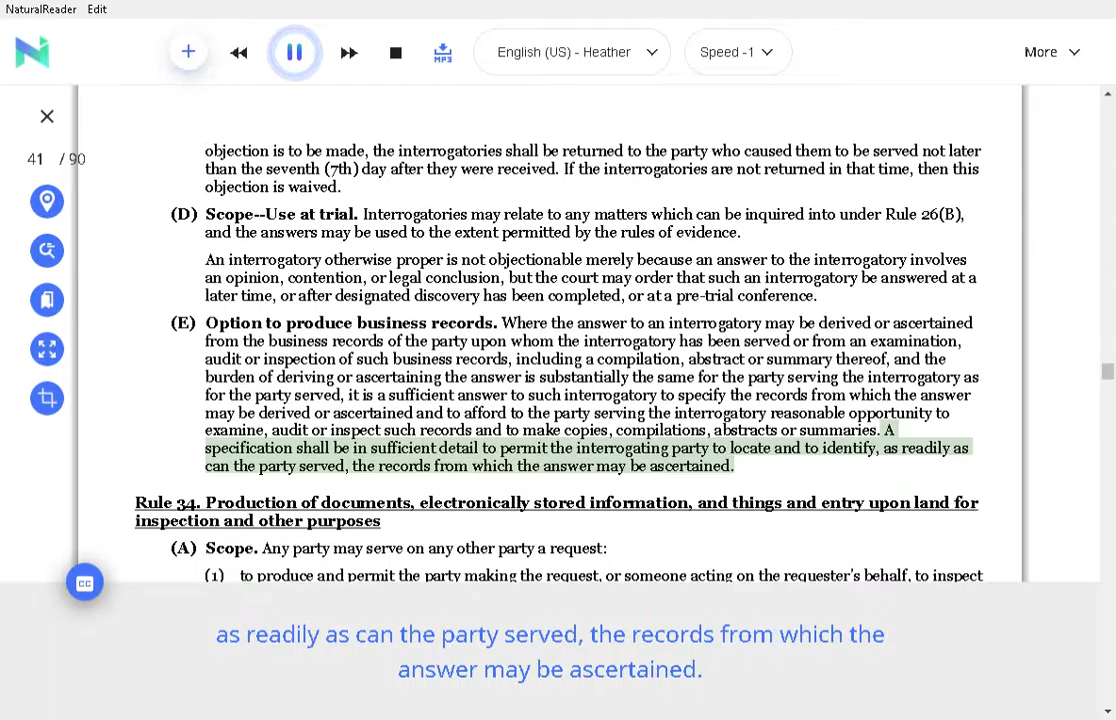 NaturalReader Edit
MP3
English (US) - Heather
Speed -1
More
41 / 90
objection is to be made, the interrogatories shall be returned to the party who caused them to be served not later
than the seventh (7th) day after they were received. If the interrogatories are not returned in that time, then this
objection is waived.
(D) Scope--Use at trial. Interrogatories may relate to any matters which can be inquired into under Rule 26(B),
and the answers may be used to the extent permitted by the rules of evidence.
An interrogatory otherwise proper is not objectionable merely because an answer to the interrogatory involves
an opinion, contention, or legal conclusion, but the court may order that such an interrogatory be answered at a
later time, or after designated discovery has been completed, or at a pre-trial conference.
(E) Option to produce business records. Where the answer to an interrogatory may be derived or ascertained
from the business records of the party upon whom the interrogatory has been served or from an examination,
audit or inspection of such business records, including a compilation, abstract or summary thereof, and the
burden of deriving or ascertaining the answer is substantially the same for the party serving the interrogatory as
for the party served, it is a sufficient answer to such interrogatory to specify the records from which the answer
may be derived or ascertained and to afford to the party serving the interrogatory reasonable opportunity to
examine, audit or inspect such records and to make copies, compilations, abstracts or summaries. A
specification shall be in sufficient detail to permit the interrogating party to locate and to identify, as readily as
can the party served, the records from which the answer may be ascertained.
Rule 34. Production of documents, electronically stored information, and things and entry upon land for
inspection and other purposes
(A) Scope. Any party may serve on any other party a request:
(1) to produce and permit the party making the request, or someone acting on the requester's behalf, to inspect
CC
as readily as can the party served, the records from which the
answer may be ascertained.